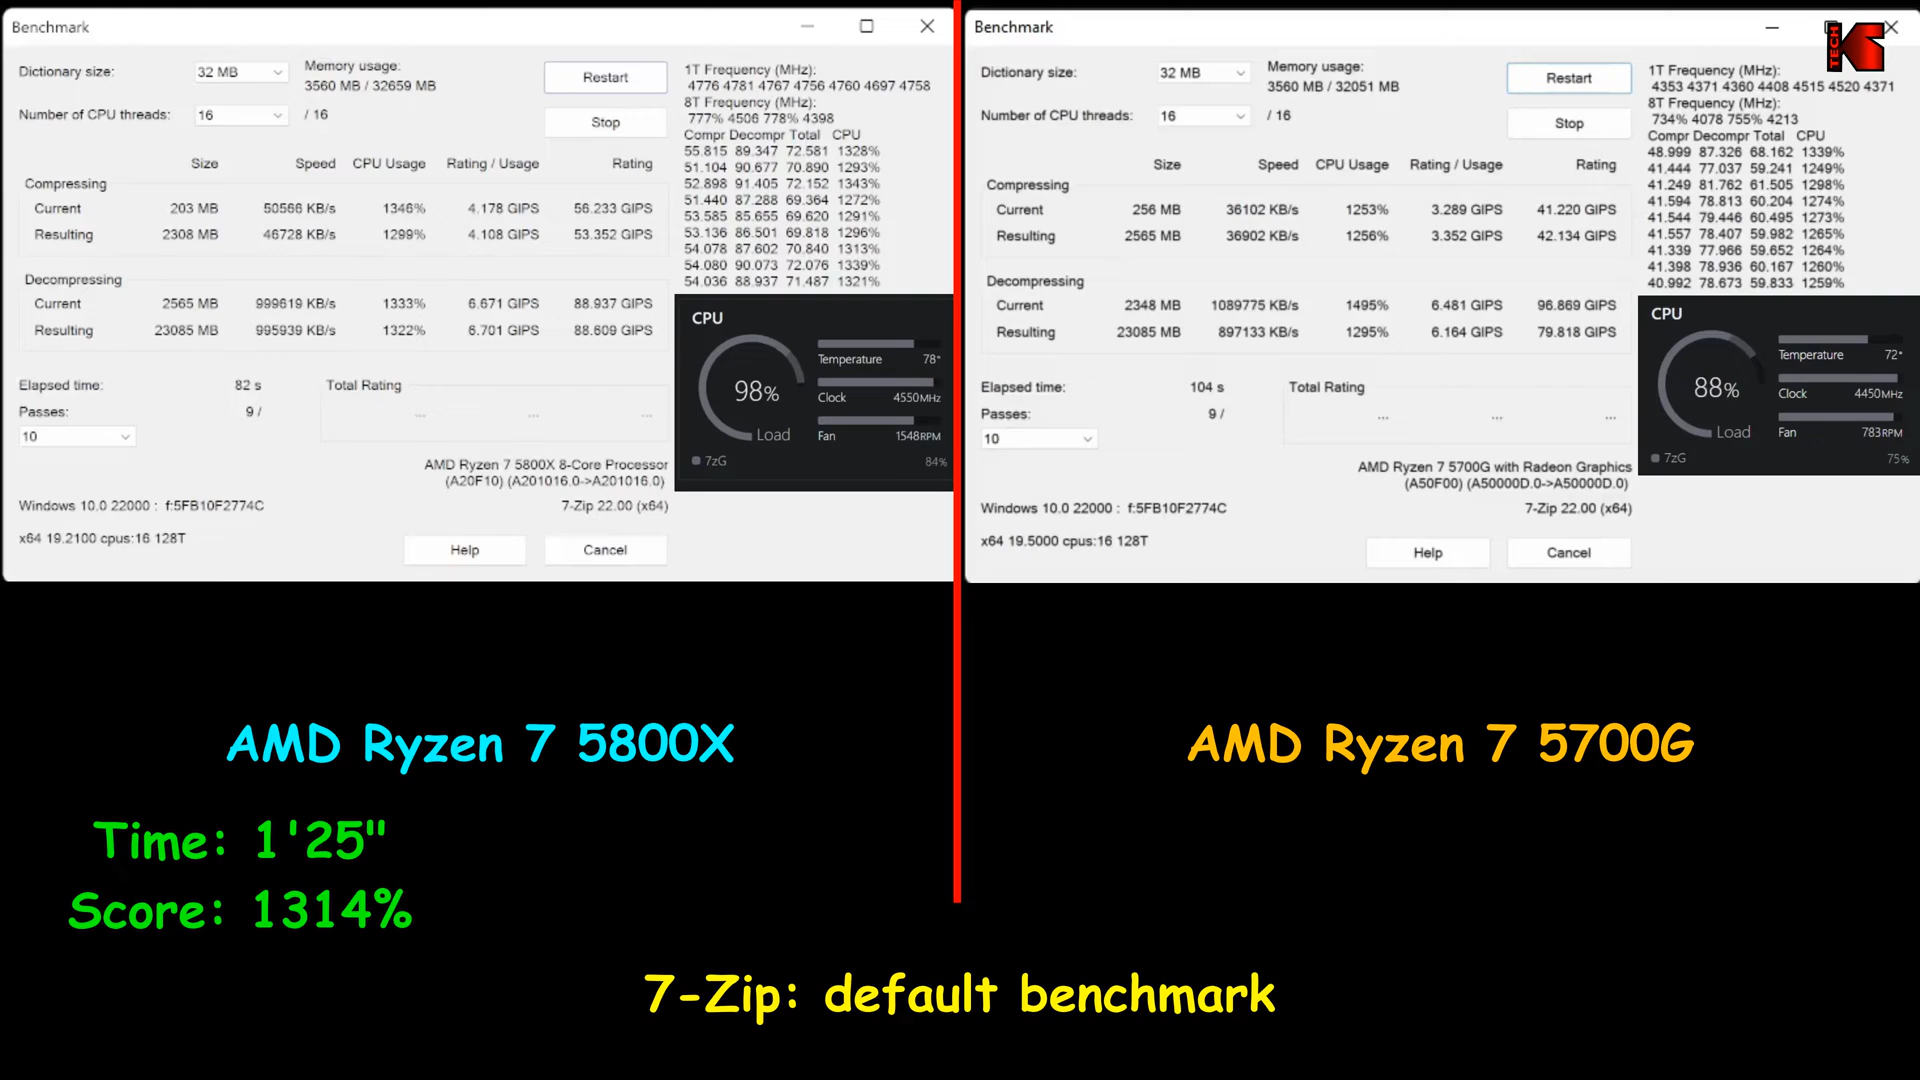 Benchmark
Dictionary size: 32 MB
Memory usage:
3560 MB / 32659 MB
Restart
Number of CPU threads: 16 / 16
Stop
Size Speed CPU Usage Rating / Usage Rating
Compressing
Current 203 MB 50566 KB/s 1346% 4.178 GIPS 56.233 GIPS
Resulting 2308 MB 46728 KB/s 1299% 4.108 GIPS 53.352 GIPS
Decompressing
Current 2565 MB 999619 KB/s 1333% 6.671 GIPS 88.937 GIPS
Resulting 23085 MB 995939 KB/s 1322% 6.701 GIPS 88.609 GIPS
Elapsed time: 82 s
Total Rating
Passes: 9 /
... ... ...
10
AMD Ryzen 7 5800X 8-Core Processor
(A20F10) (A201016.0->A201016.0)
Windows 10.0 22000 : f:5FB10F2774C
7-Zip 22.00 (x64)
x64 19.2100 cpus:16 128T
Help
Cancel
1T Frequency (MHz):
4776 4781 4767 4756 4760 4697 4758
8T Frequency (MHz):
777% 4506 778% 4398
Compr Decompr Total CPU
55.815 89.347 72.581 1328%
51.104 90.677 70.890 1293%
52.898 91.405 72.152 1343%
51.440 87.288 69.364 1272%
53.585 85.655 69.620 1291%
53.136 86.501 69.818 1296%
54.078 87.602 70.840 1313%
54.080 90.073 72.076 1339%
54.036 88.937 71.487 1321%
CPU
98%
Load
Temperature 78°
Clock 4550MHz
Fan 1548RPM
7zG 84%
Benchmark
TECH
K
Dictionary size: 32 MB
Memory usage:
3560 MB / 32051 MB
Restart
Number of CPU threads: 16 / 16
Stop
Size Speed CPU Usage Rating / Usage Rating
Compressing
Current 256 MB 36102 KB/s 1253% 3.289 GIPS 41.220 GIPS
Resulting 2565 MB 36902 KB/s 1256% 3.352 GIPS 42.134 GIPS
Decompressing
Current 2348 MB 1089775 KB/s 1495% 6.481 GIPS 96.869 GIPS
Resulting 23085 MB 897133 KB/s 1295% 6.164 GIPS 79.818 GIPS
Elapsed time: 104 s
Total Rating
Passes: 9 /
... ... ...
10
AMD Ryzen 7 5700G with Radeon Graphics
(A50F00) (A50000D.0->A50000D.0)
Windows 10.0 22000 : f:5FB10F2774C
7-Zip 22.00 (x64)
x64 19.5000 cpus:16 128T
Help
Cancel
1T Frequency (MHz):
4353 4371 4360 4408 4515 4520 4371
8T Frequency (MHz):
734% 4078 755% 4213
Compr Decompr Total CPU
48.999 87.326 68.162 1339%
41.444 77.037 59.241 1249%
41.249 81.762 61.505 1298%
41.594 78.813 60.204 1274%
41.544 79.446 60.495 1273%
41.557 78.407 59.982 1265%
41.339 77.966 59.652 1264%
41.398 78.936 60.167 1260%
40.992 78.673 59.833 1259%
CPU
88%
Load
Temperature 72°
Clock 4450MHz
Fan 783RPM
7zG 75%
AMD Ryzen 7 5800X
AMD Ryzen 7 5700G
Time: 1'25"
Score: 1314%
7-Zip: default benchmark